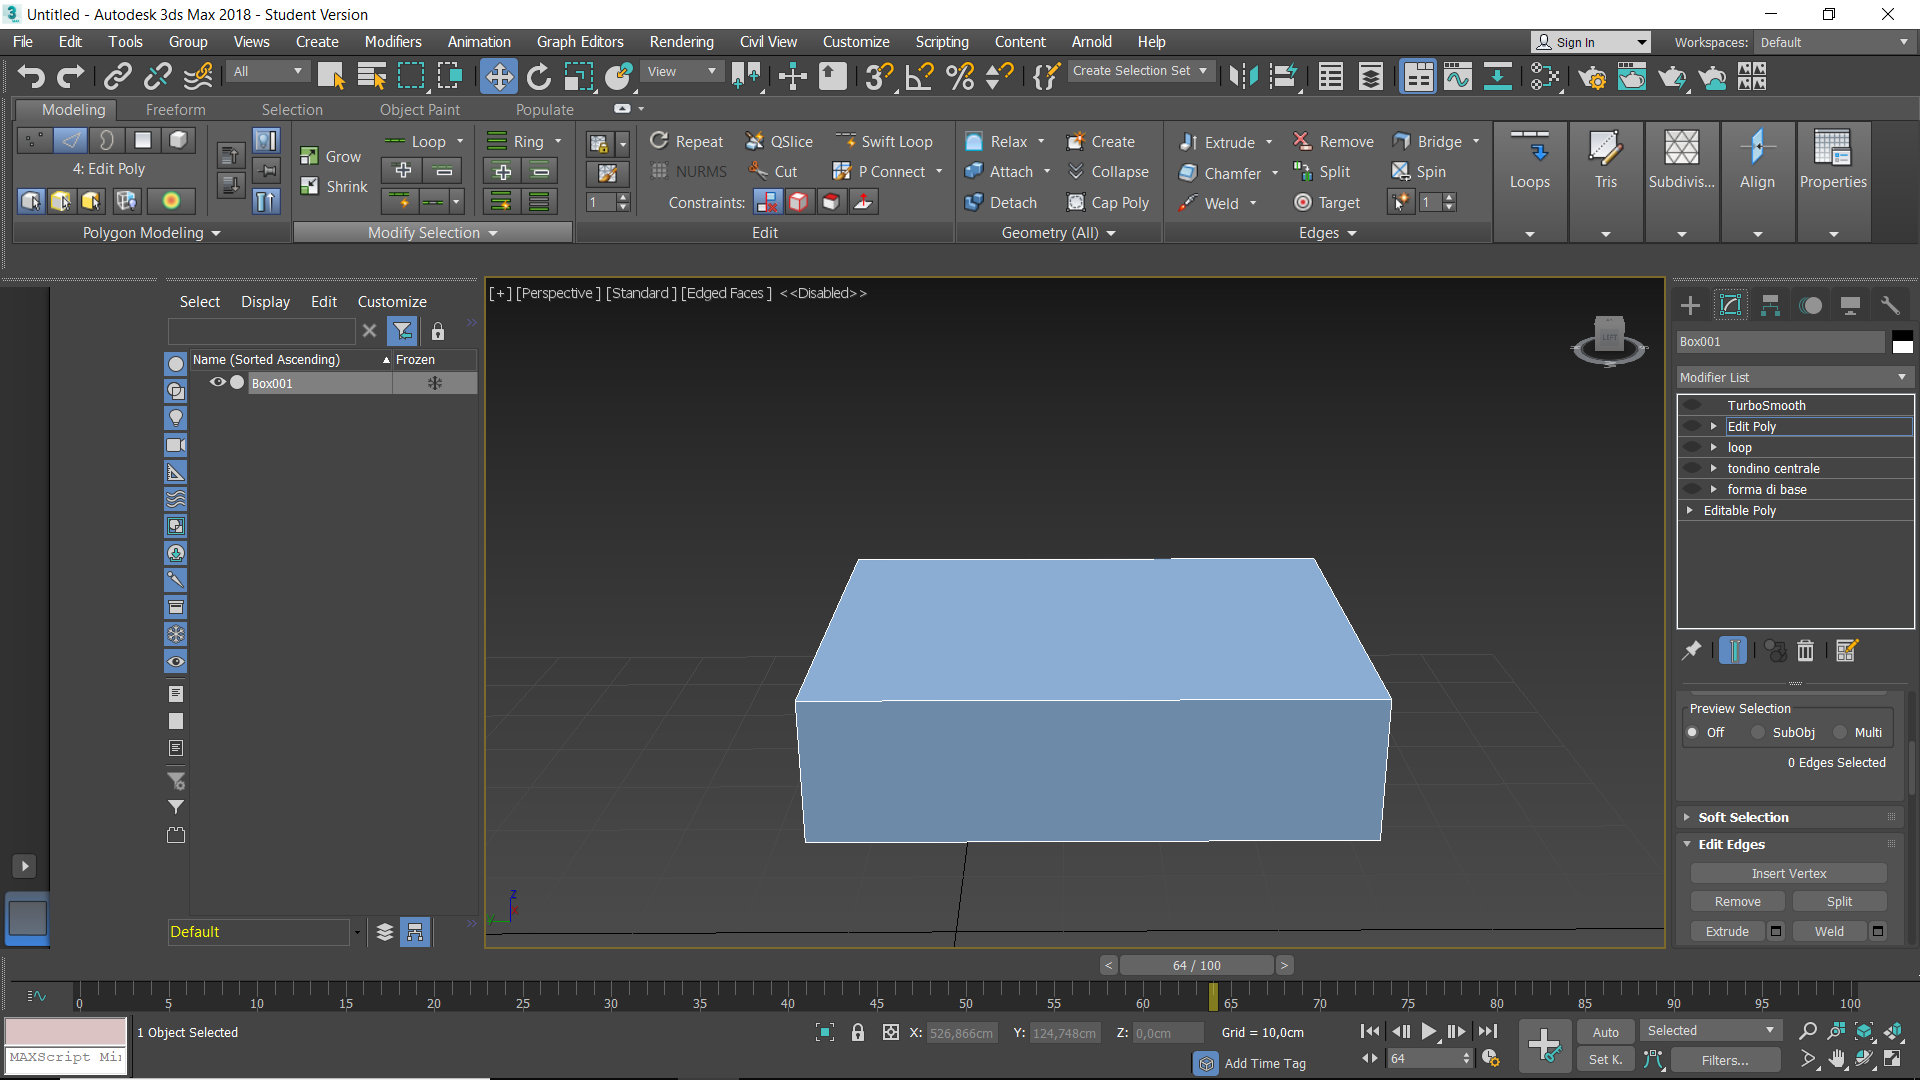 Untitled - Autodesk 3ds Max 2018 - Student Version
File Edit Tools Group Views Create Modifiers Animation Graph Editors Rendering Civil View Customize Scripting Content Arnold Help Sign In Workspaces: Default
All View Create Selection Set
Modeling Freeform Selection Object Paint Populate
Loop Ring Repeat QSlice Swift Loop Relax Create Extrude Remove Bridge
4: Edit Poly Grow NURMS Cut P Connect Attach Collapse Chamfer Split Spin Loops Tris Subdivis... Align Properties
Shrink 1 Constraints: Detach Cap Poly Weld Target 1
Polygon Modeling Modify Selection Edit Geometry (All) Edges
Select Display Edit Customize
[+] [Perspective] [Standard] [Edged Faces] <<Disabled>>
LEFT
Name (Sorted Ascending) Frozen
Box001
Box001
Modifier List
TurboSmooth
Edit Poly
loop
tondino centrale
forma di base
Editable Poly
Preview Selection
Off SubObj Multi
0 Edges Selected
Soft Selection
Edit Edges
Insert Vertex
Remove Split
Extrude Weld
z
x
y
Default
< 64 / 100 >
0 5 10 15 20 25 30 35 40 45 50 55 60 65 70 75 80 85 90 95 100
1 Object Selected X: 526,866cm Y: 124,748cm Z: 0,0cm Grid = 10,0cm Auto Selected
MAXScript Mi Add Time Tag 64 Set K. Filters...